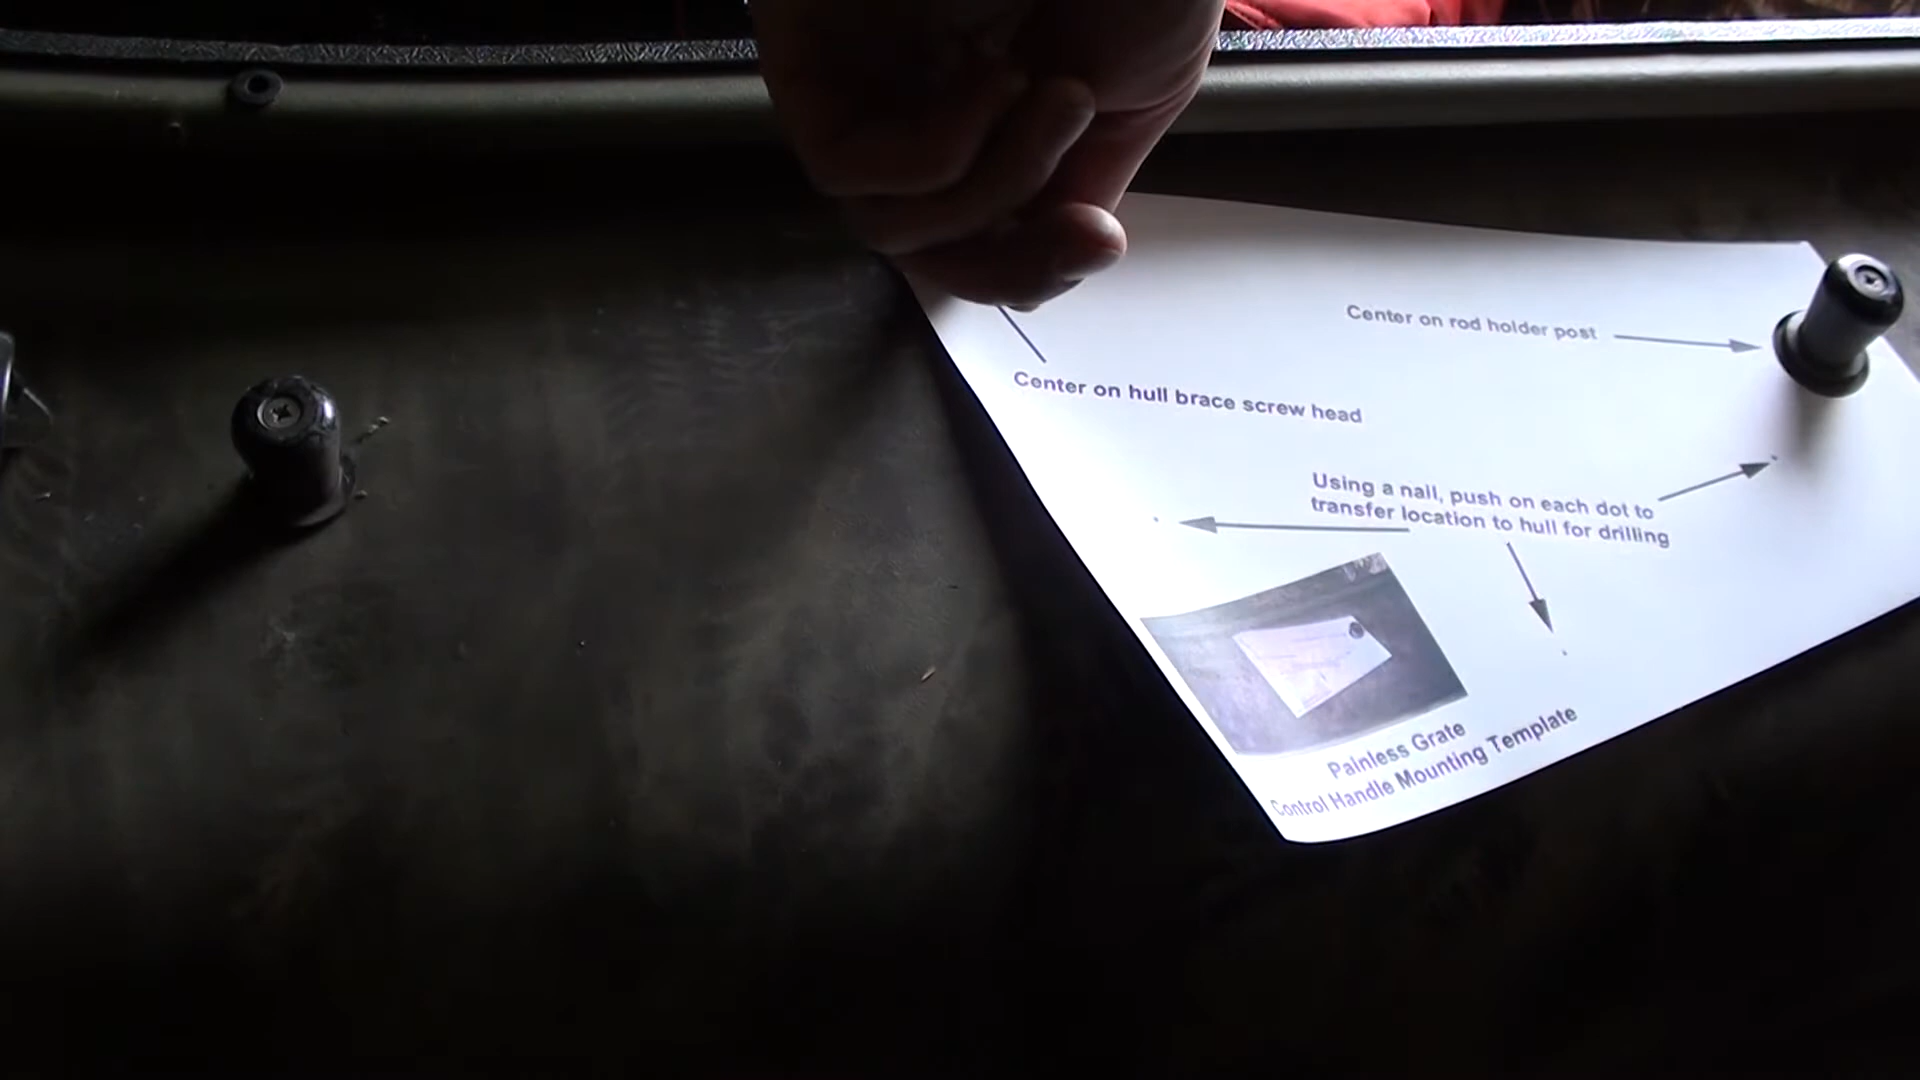 Center on rod holder post
Center on hull brace screw head
Using a nail, push on each dot to
transfer location to hull for drilling
Painless Grate
Control Handle Mounting Template